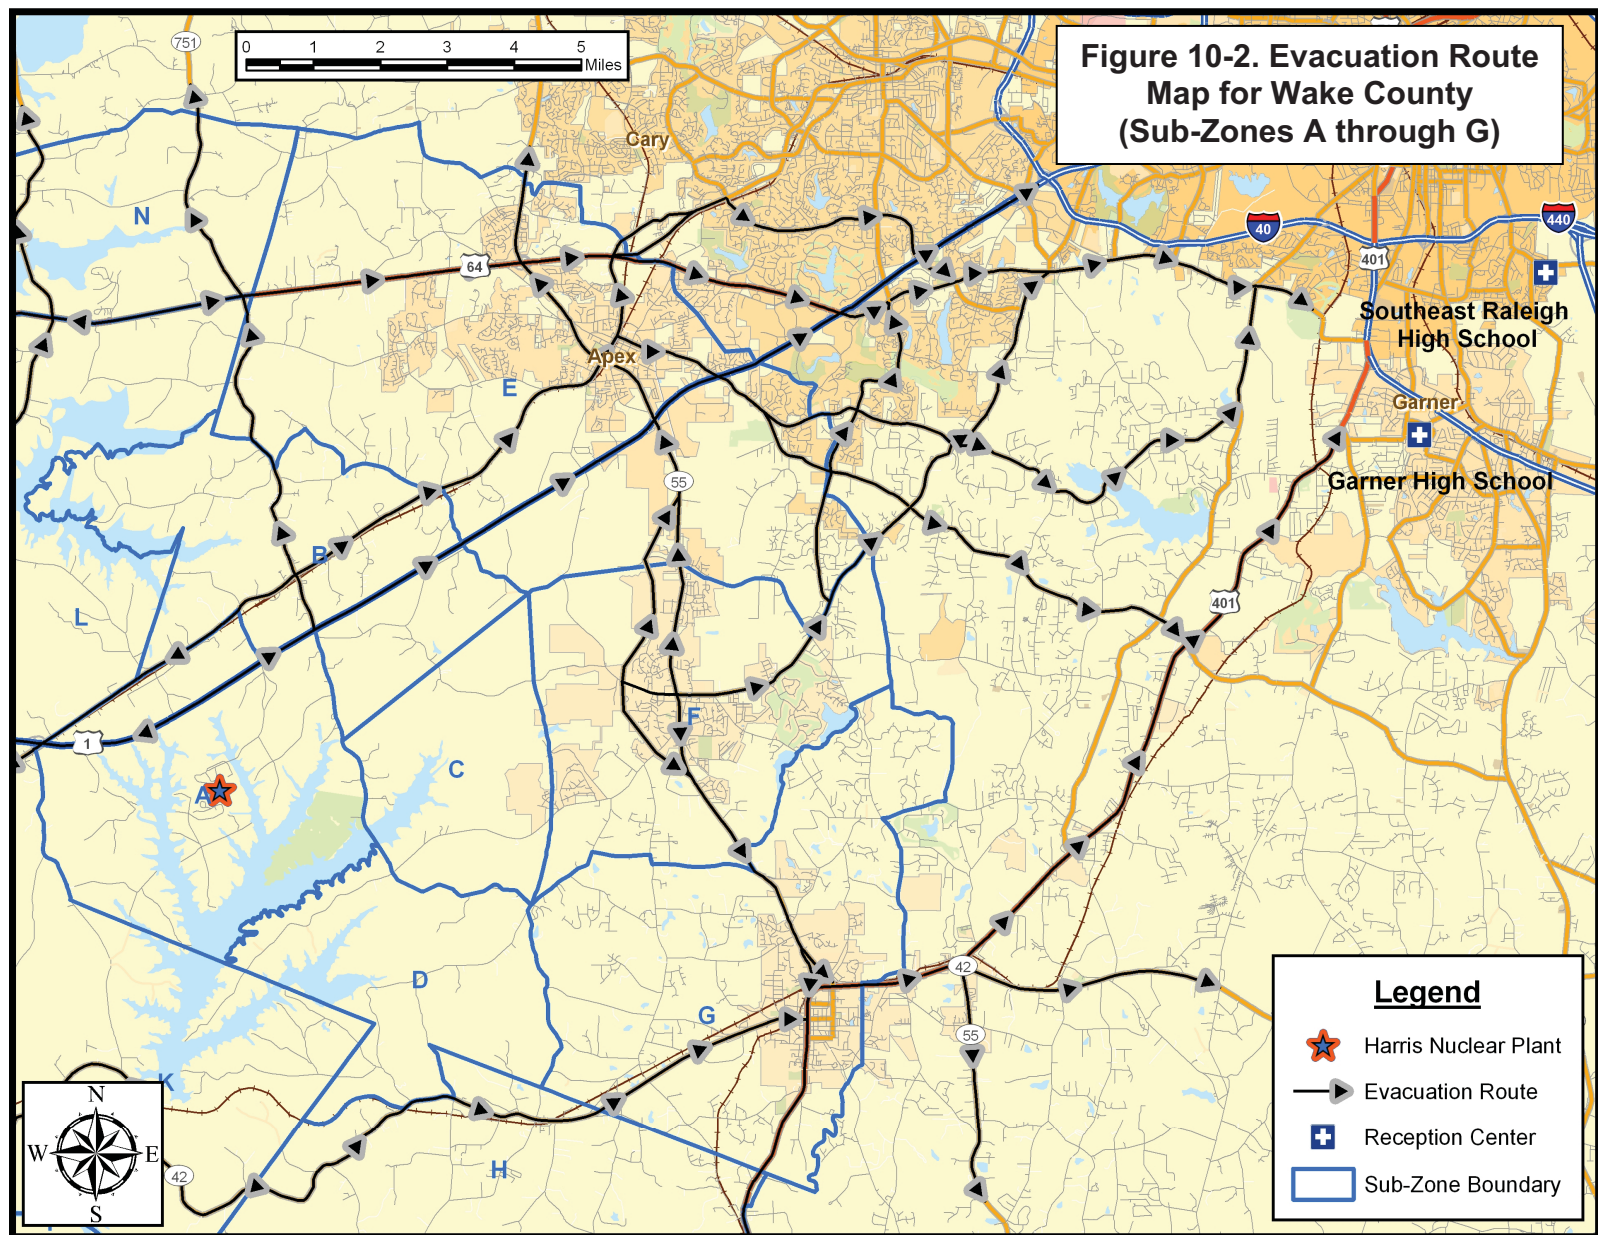 Figure 10-2. Evacuation Route
Map for Wake County
(Sub-Zones A through G)
0 1 2 3 4 5
Miles
751
Cary
N
40
440
401
64
Southeast Raleigh
High School
Apex
E
Garner
Garner High School
55
B
L
401
F
1
C
A
42
D
G
55
K
42
H
N
W E
S
Legend
Harris Nuclear Plant
Evacuation Route
Reception Center
Sub-Zone Boundary